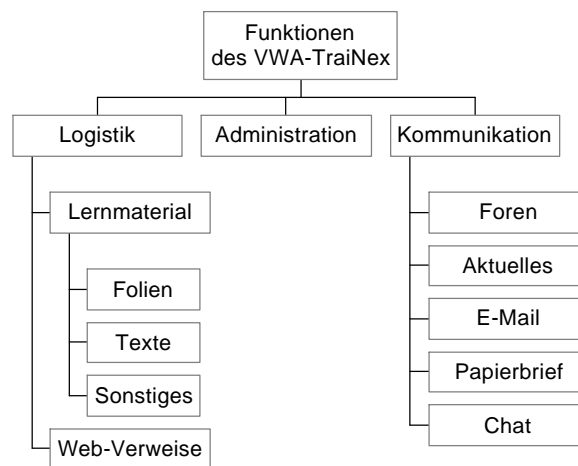 Funktionen
des VWA-TraiNex
Logistik
Administration
Kommunikation
Lernmaterial
Folien
Texte
Sonstiges
Web-Verweise
Foren
Aktuelles
E-Mail
Papierbrief
Chat